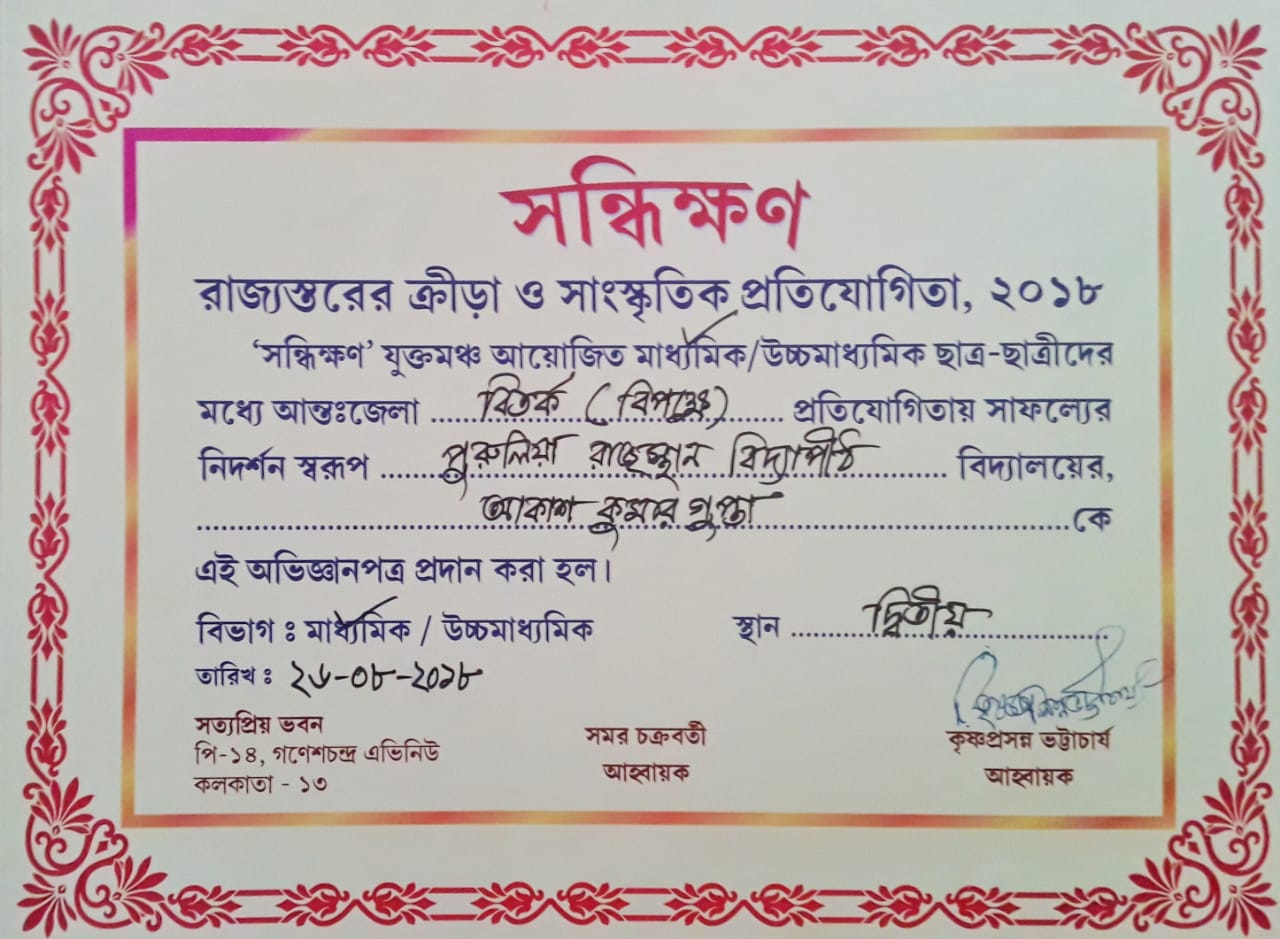 সন্ধিক্ষণ
রাজ্যস্তরের ক্রীড়া ও সাংস্কৃতিক প্রতিযোগিতা, ২০১৮
'সন্ধিক্ষণ' যুক্তমঞ্চ আয়োজিত মাধ্যমিক/উচ্চমাধ্যমিক ছাত্র-ছাত্রীদের
মধ্যে আন্তঃজেলা বিতর্ক (বিপক্ষে) প্রতিযোগিতায় সাফল্যের
নিদর্শন স্বরূপ পুরুলিয়া রাজস্থান বিদ্যাপীঠ বিদ্যালয়ের,
আকাশ কুমার গুপ্তা কে
এই অভিজ্ঞানপত্র প্রদান করা হল।
বিভাগ : মাধ্যমিক / উচ্চমাধ্যমিক স্থান দ্বিতীয়
তারিখ : ২৬-০৮-২০১৮
সত্যপ্রিয় ভবন
পি-১৪, গণেশচন্দ্র এভিনিউ
কলকাতা - ১৩
সমর চক্রবর্তী
আহ্বায়ক
কৃষ্ণপ্রসন্ন ভট্টাচার্য
আহ্বায়ক